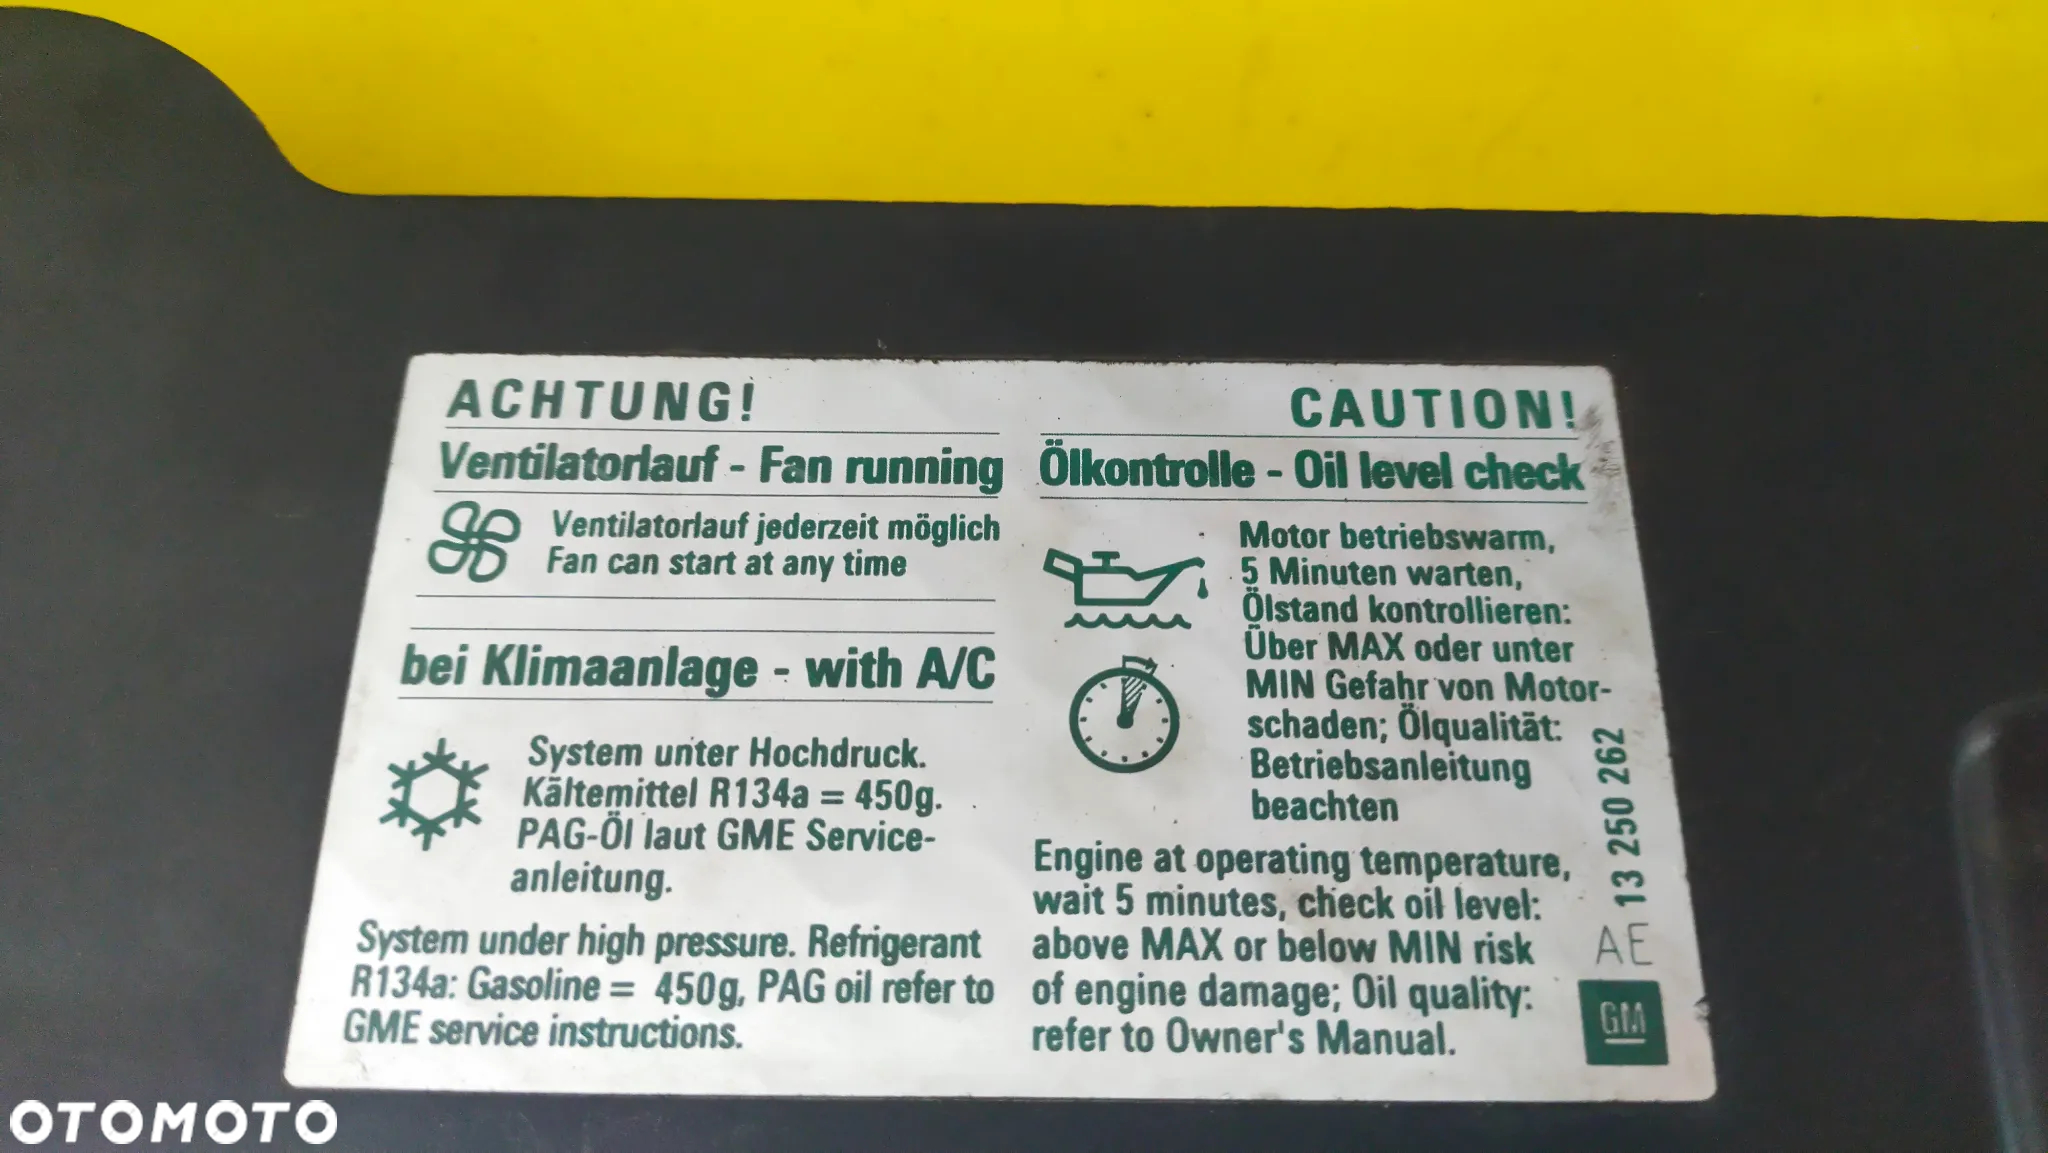 ACHTUNG!
Ventilatorlauf - Fan running
Ventilatorlauf jederzeit möglich
Fan can start at any time
bei Klimaanlage - with A/C
System unter Hochdruck.
Kältemittel R134a = 450g.
PAG-Öl laut GME Service-
anleitung.
System under high pressure. Refrigerant
R134a: Gasoline = 450g, PAG oil refer to
GME service instructions.
CAUTION!
Ölkontrolle - Oil level check
Motor betriebswarm,
5 Minuten warten,
Ölstand kontrollieren:
Über MAX oder unter
MIN Gefahr von Motor-
schaden; Ölqualität:
Betriebsanleitung
beachten
Engine at operating temperature,
wait 5 minutes, check oil level:
above MAX or below MIN risk
of engine damage; Oil quality:
refer to Owner's Manual.
13 250 262
AE
GM
OTOMOTO